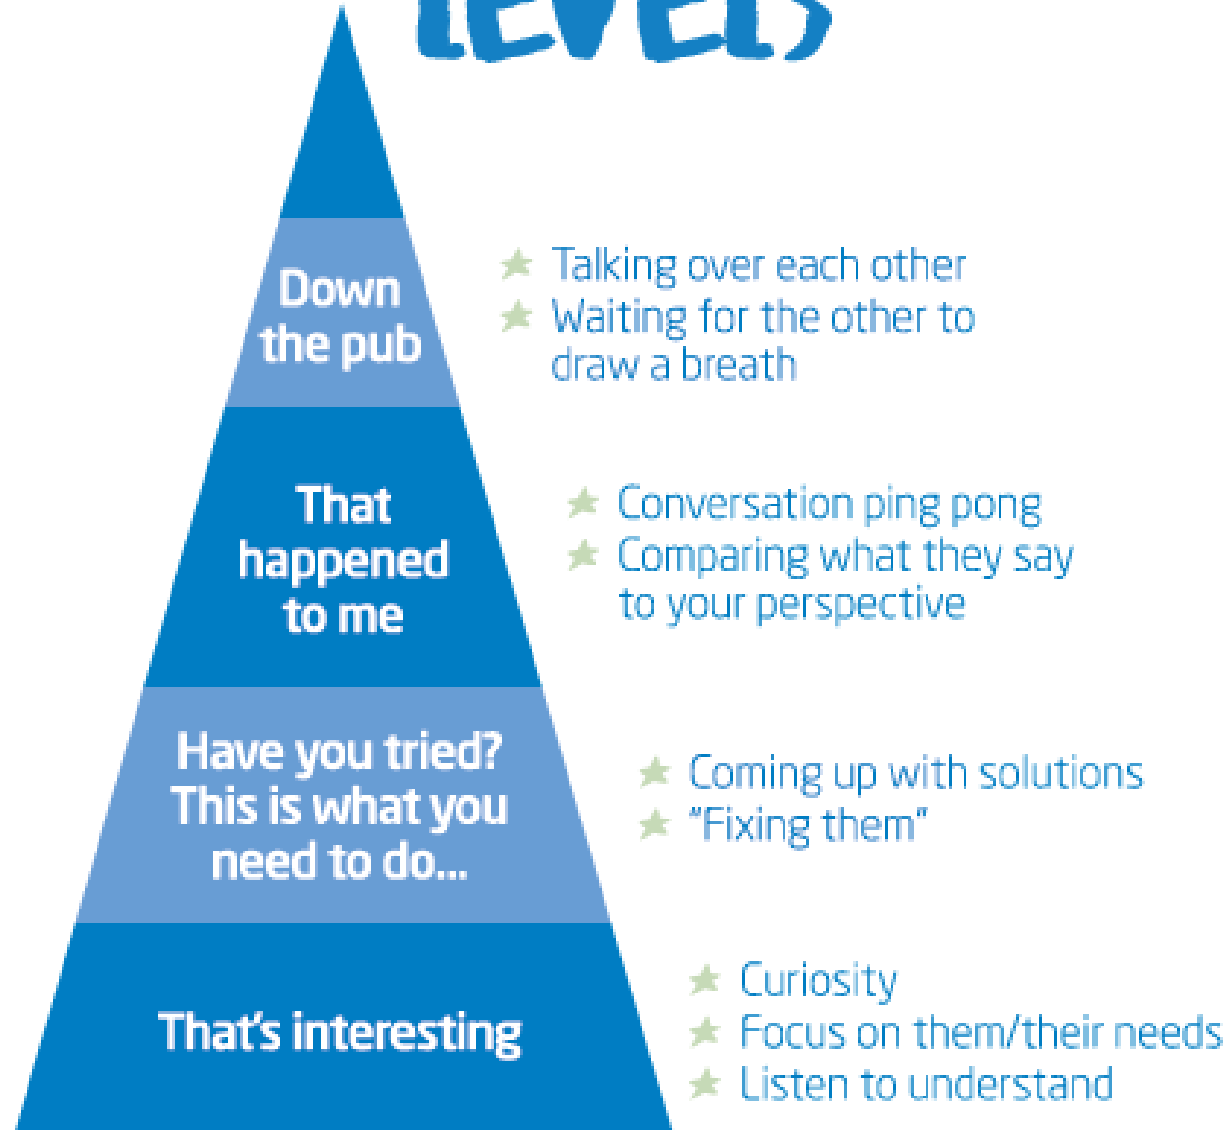 LEVELS
Down
the pub
★ Talking over each other
★ Waiting for the other to
draw a breath
That
happened
to me
★ Conversation ping pong
★ Comparing what they say
to your perspective
Have you tried?
This is what you
need to do...
★ Coming up with solutions
★ "Fixing them"
That's interesting
★ Curiosity
★ Focus on them/their needs
★ Listen to understand